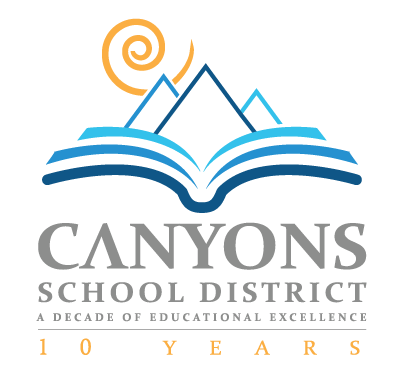 CANYONS
SCHOOL DISTRICT
A DECADE OF EDUCATIONAL EXCELLENCE
10 YEARS